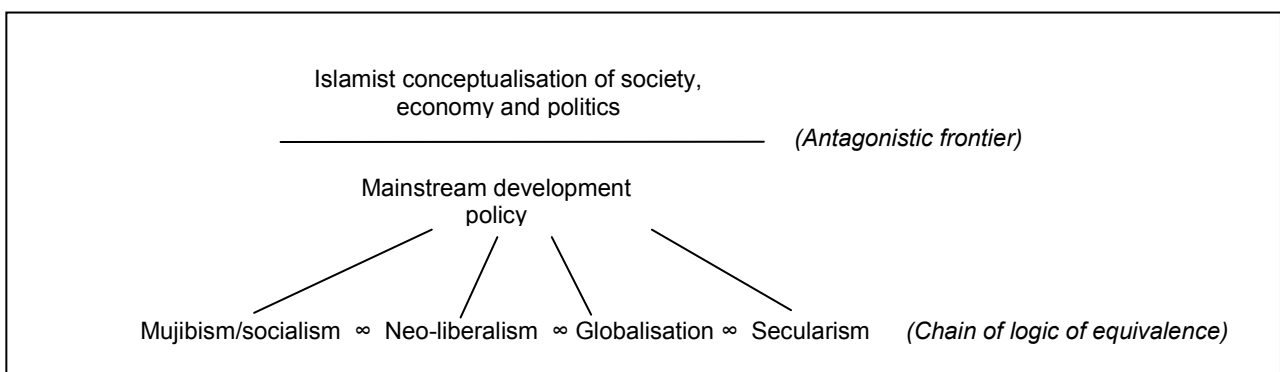 Islamist conceptualisation of society,
economy and politics
(Antagonistic frontier)
Mainstream development
policy
Mujibism/socialism ∞ Neo-liberalism ∞ Globalisation ∞ Secularism (Chain of logic of equivalence)